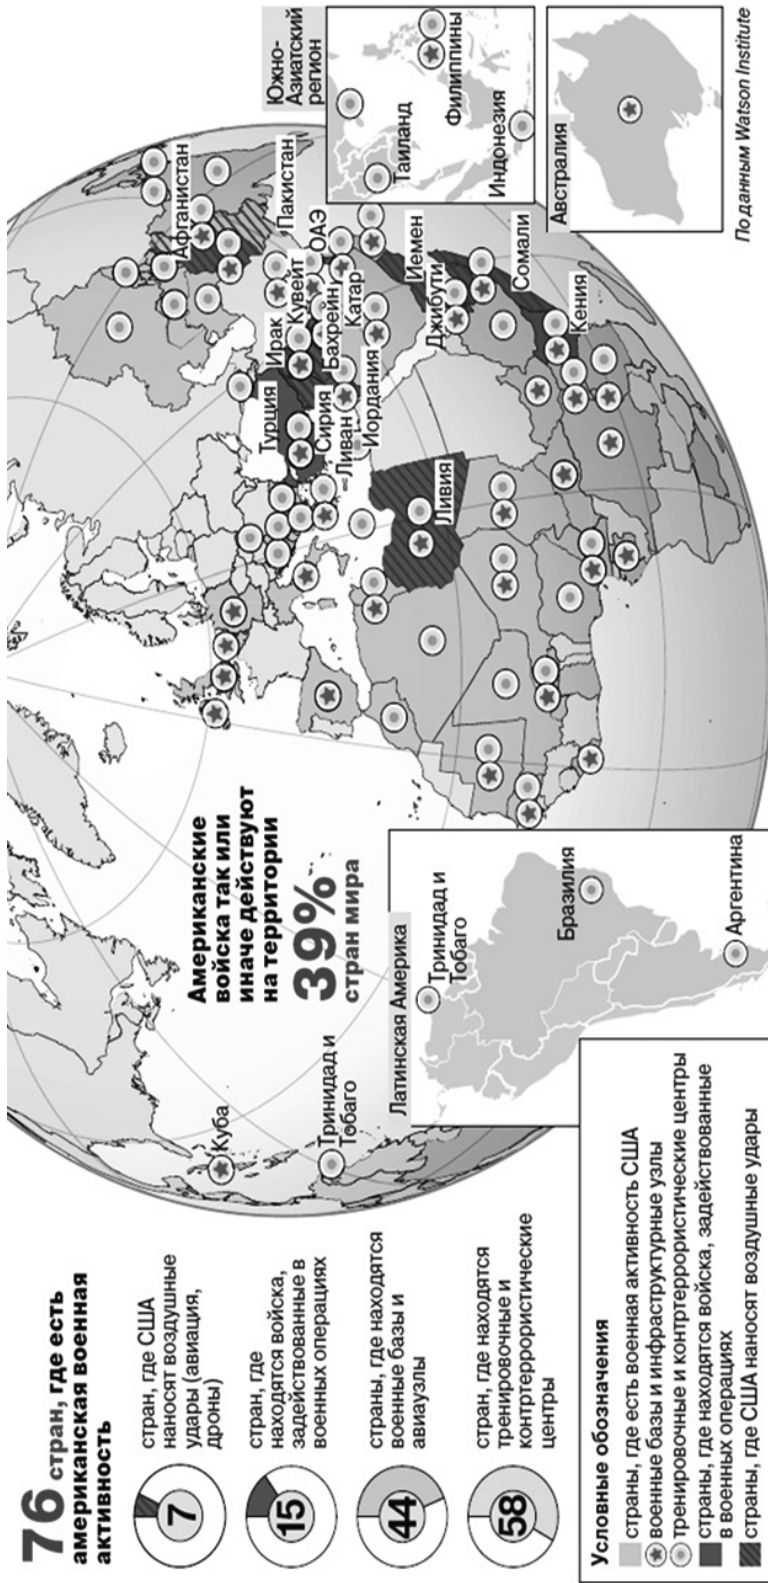 76 стран, где есть
американская военная
активность
7
стран, где США
наносят воздушные
удары (авиация,
дроны)
15
стран, где
находятся войска,
задействованные в
военных операциях
44
страны, где находятся
военные базы и
авиаузлы
58
стран, где находятся
тренировочные и
контртеррористические
центры
Условные обозначения
страны, где есть военная активность США
военные базы и инфраструктурные узлы
тренировочные и контртеррористические центры
страны, где находятся войска, задействованные
в военных операциях
страны, где США наносят воздушные удары
Куба
Тринидад и
Тобаго
Американские
войска так или
иначе действуют
на территории
39%
стран мира
Латинская Америка
Тринидад и
Тобаго
Бразилия
Аргентина
Турция
Сирия
Ливан
Иордания
Ливия
Ирак
Кувейт
Бахрейн
Катар
ОАЭ
Афганистан
Пакистан
Йемен
Джибути
Сомали
Кения
Южно-
Азиатский
регион
Таиланд
Филиппины
Индонезия
Австралия
По данным Watson Institute